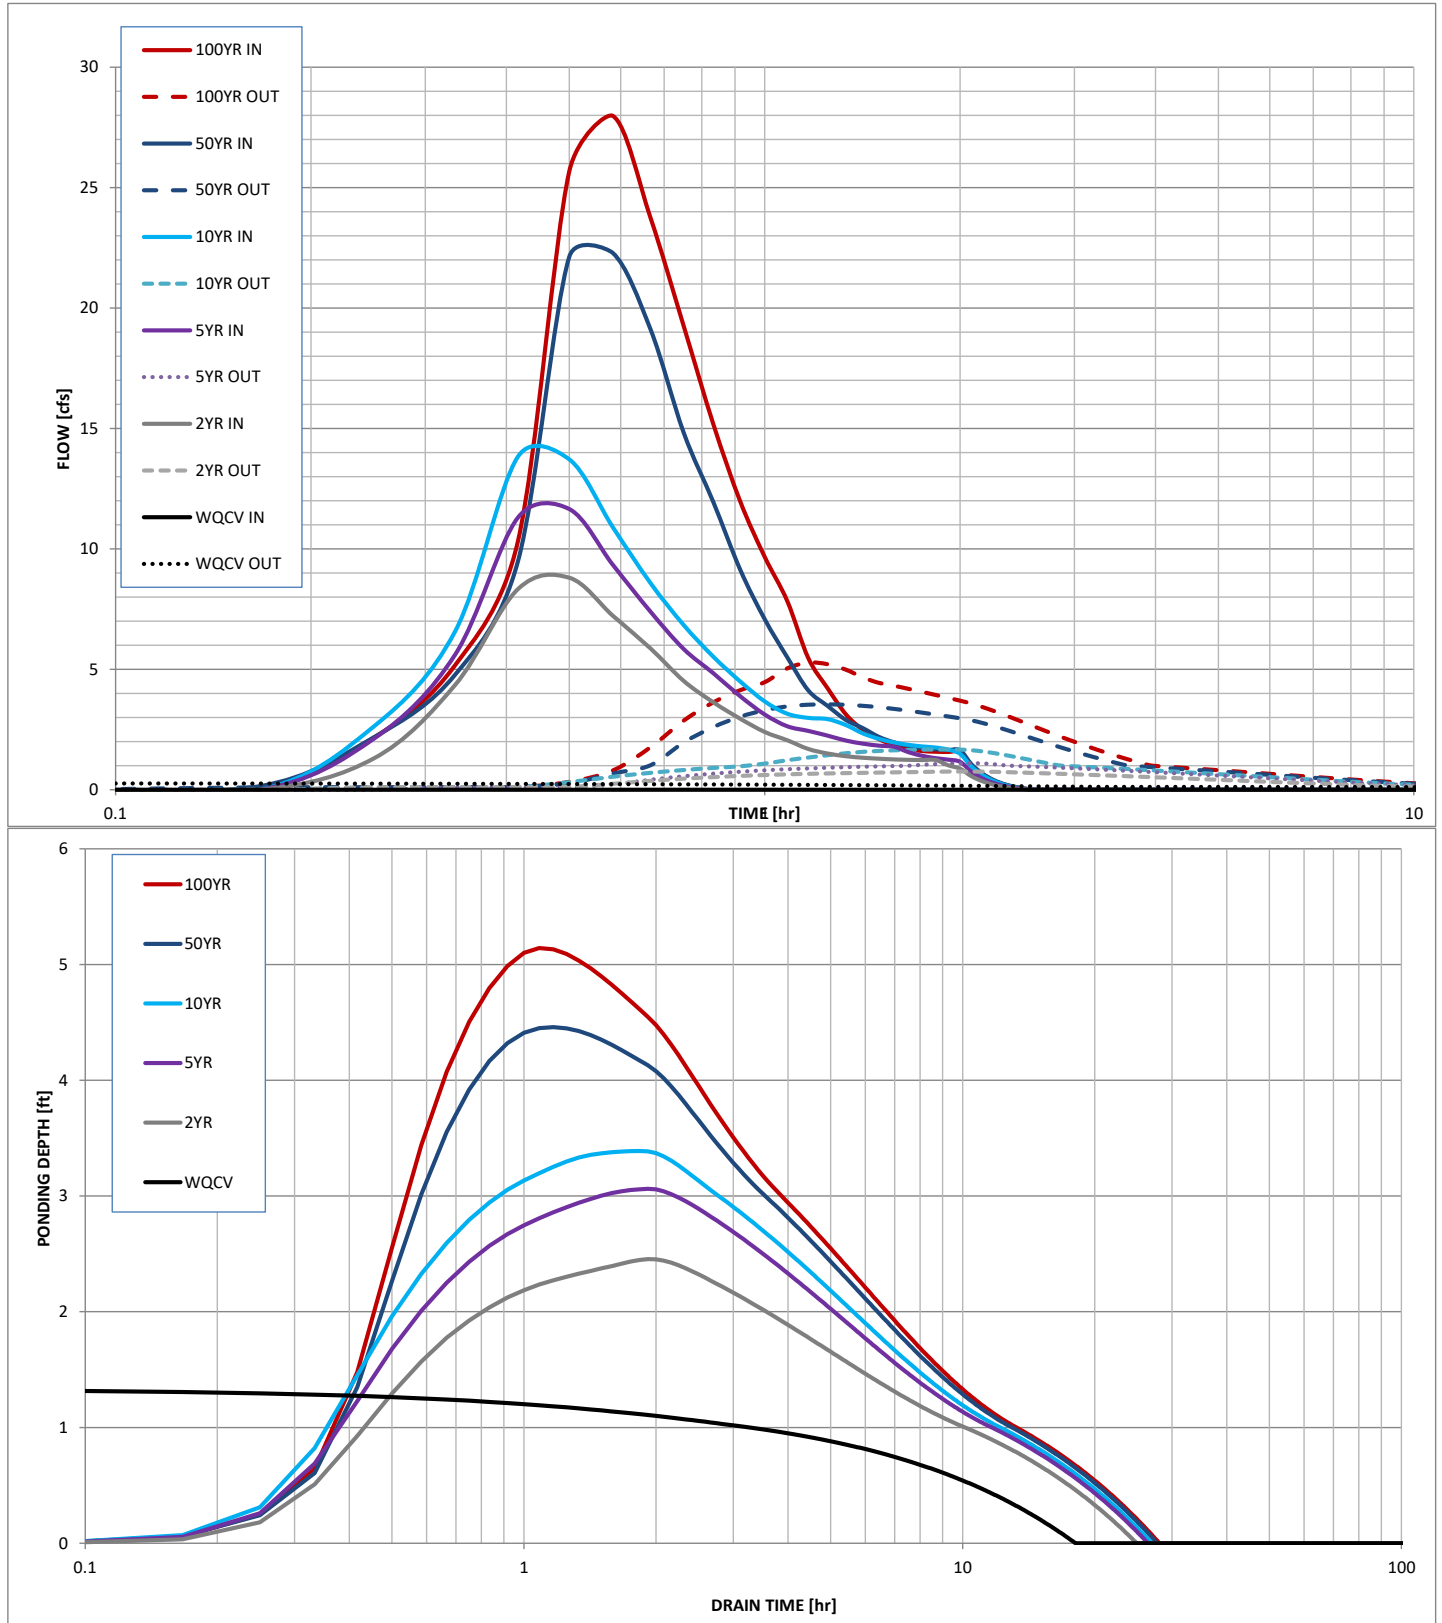 100YR IN
100YR OUT
50YR IN
50YR OUT
10YR IN
10YR OUT
5YR IN
5YR OUT
2YR IN
2YR OUT
WQCV IN
WQCV OUT
30
25
20
15
10
5
0
FLOW [cfs]
0.1
1
10
TIME [hr]
100YR
50YR
10YR
5YR
2YR
WQCV
6
5
4
3
2
1
0
PONDING DEPTH [ft]
0.1
1
10
100
DRAIN TIME [hr]